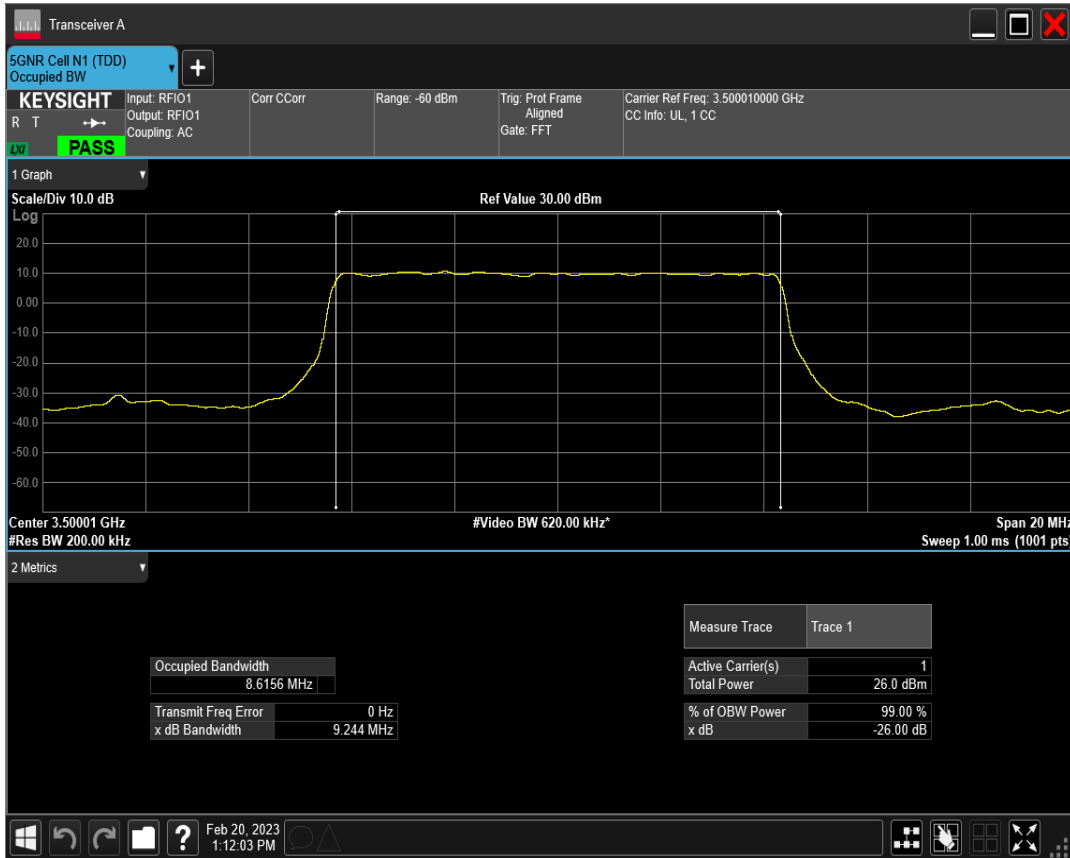 Transceiver A
5GNR Cell N1 (TDD)
Occupied BW
+
KEYSIGHT
R T
LXI
PASS
Input: RFIO1
Output: RFIO1
Coupling: AC
Corr CCorr
Range: -60 dBm
Trig: Prot Frame
Aligned
Gate: FFT
Carrier Ref Freq: 3.500010000 GHz
CC Info: UL, 1 CC
1 Graph
Scale/Div 10.0 dB
Ref Value 30.00 dBm
Log
20.0
10.0
0.00
-10.0
-20.0
-30.0
-40.0
-50.0
-60.0
Center 3.50001 GHz
#Video BW 620.00 kHz*
Span 20 MHz
#Res BW 200.00 kHz
Sweep 1.00 ms (1001 pts)
2 Metrics
Measure Trace Trace 1
Occupied Bandwidth
8.6156 MHz
Active Carrier(s) 1
Total Power 26.0 dBm
Transmit Freq Error 0 Hz
x dB Bandwidth 9.244 MHz
% of OBW Power 99.00 %
x dB -26.00 dB
?
Feb 20, 2023
1:12:03 PM